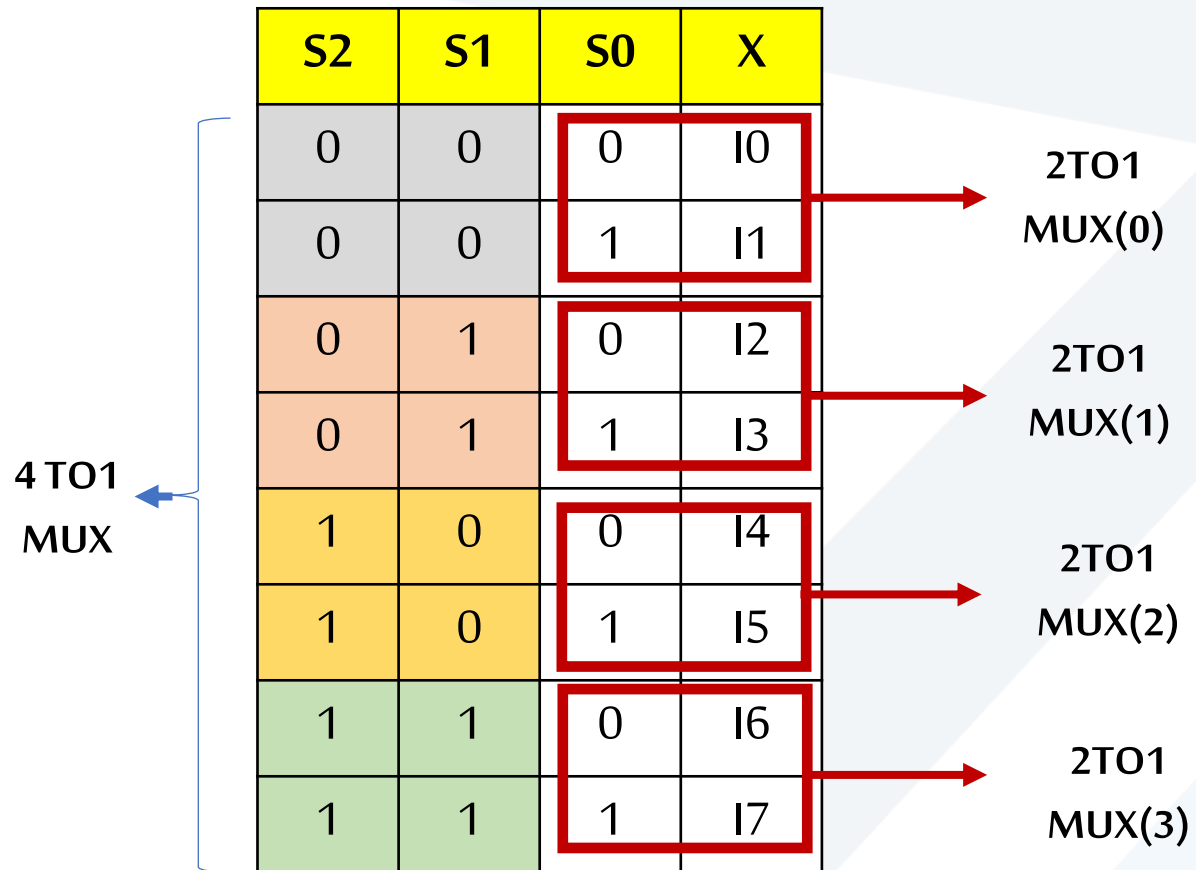 S2 S1 S0 X
0 0 0 I0
0 0 1 I1
0 1 0 I2
0 1 1 I3
1 0 0 I4
1 0 1 I5
1 1 0 I6
1 1 1 I7
4 TO1
MUX
2TO1
MUX(0)
2TO1
MUX(1)
2TO1
MUX(2)
2TO1
MUX(3)